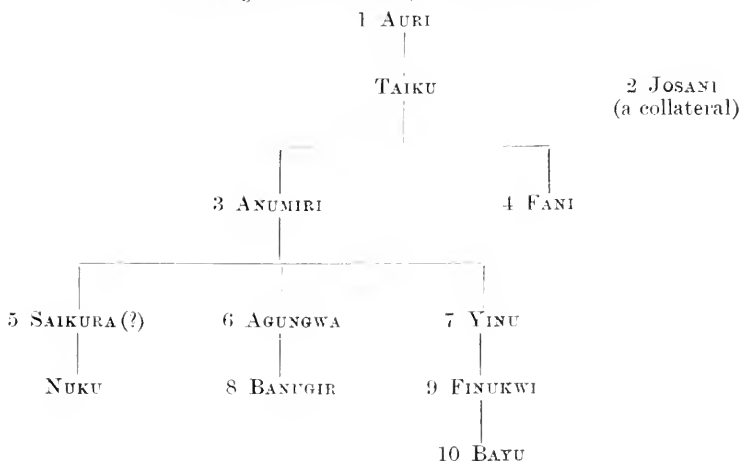 1 AURI
TAIKU
2 JOSANI
(a collateral)
3 ANUMIRI
4 FANI
5 SAIKURA (?)
6 AGUNGWA
7 YINU
NUKU
8 BANUGIR
9 FINUKWI
10 BAYU